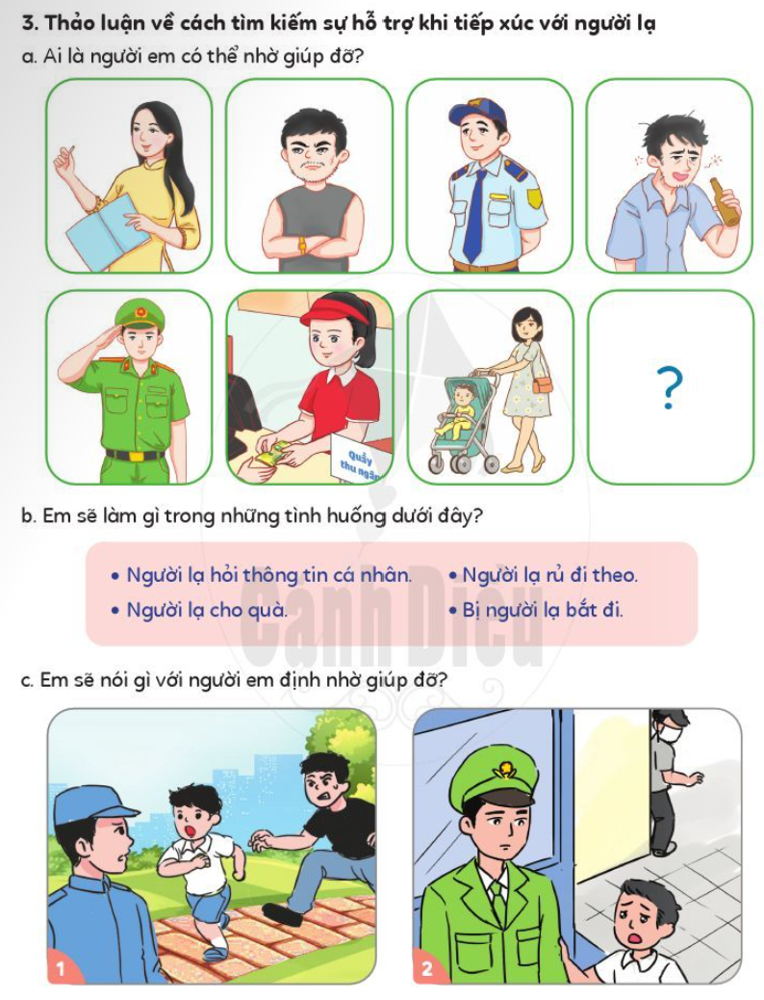 3. Thảo luận về cách tìm kiếm sự hỗ trợ khi tiếp xúc với người lạ
a. Ai là người em có thể nhờ giúp đỡ?
Quầy
thu ngân
?
b. Em sẽ làm gì trong những tình huống dưới đây?
• Người lạ hỏi thông tin cá nhân.
• Người lạ rủ đi theo.
• Người lạ cho quà.
• Bị người lạ bắt đi.
Cánh Diều
c. Em sẽ nói gì với người em định nhờ giúp đỡ?
1
2